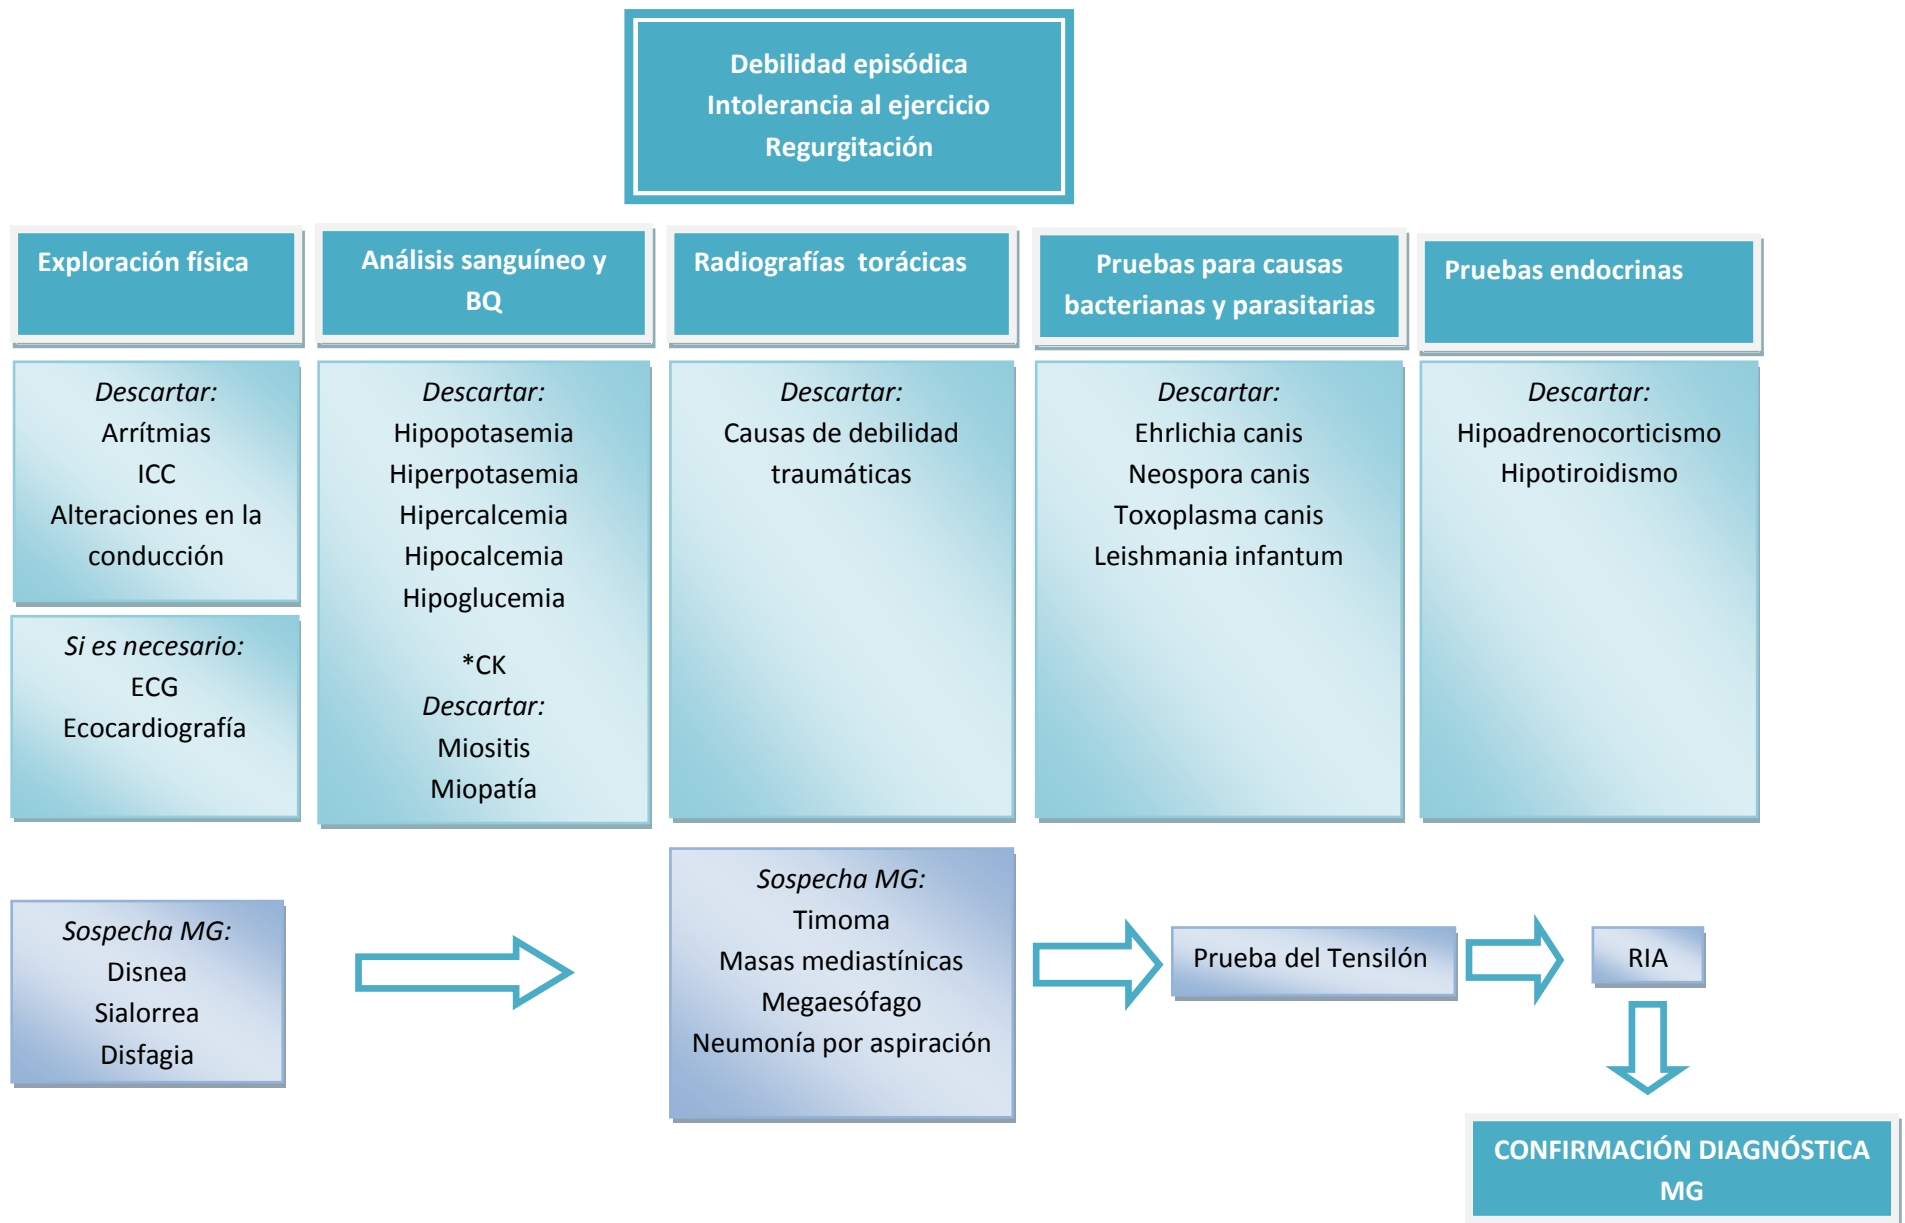 Debilidad episódica
Intolerancia al ejercicio
Regurgitación
Exploración física
Análisis sanguíneo y
BQ
Radiografías torácicas
Pruebas para causas
bacterianas y parasitarias
Pruebas endocrinas
Descartar:
Arrítmias
ICC
Alteraciones en la
conducción
Si es necesario:
ECG
Ecocardiografía
Descartar:
Hipopotasemia
Hiperpotasemia
Hipercalcemia
Hipocalcemia
Hipoglucemia
*CK
Descartar:
Miositis
Miopatía
Descartar:
Causas de debilidad
traumáticas
Descartar:
Ehrlichia canis
Neospora canis
Toxoplasma canis
Leishmania infantum
Descartar:
Hipoadrenocorticismo
Hipotiroidismo
Sospecha MG:
Disnea
Sialorrea
Disfagia
Sospecha MG:
Timoma
Masas mediastínicas
Megaesófago
Neumonía por aspiración
Prueba del Tensilón
RIA
CONFIRMACIÓN DIAGNÓSTICA
MG